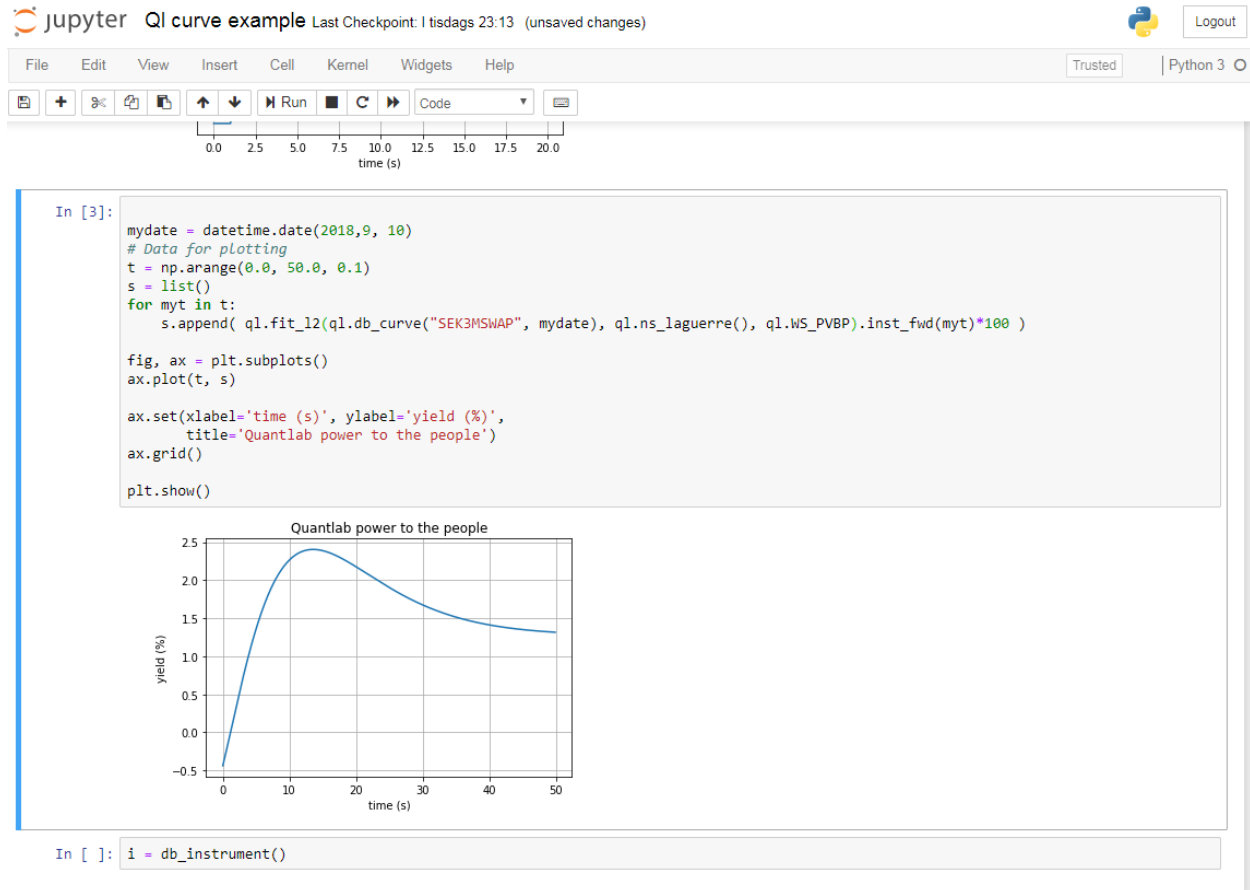 jupyter QI curve example Last Checkpoint: I tisdags 23:13 (unsaved changes) Logout
File Edit View Insert Cell Kernel Widgets Help Trusted Python 3
Run Code
0.0 2.5 5.0 7.5 10.0 12.5 15.0 17.5 20.0
time (s)
In [3]:
mydate = datetime.date(2018,9, 10)
# Data for plotting
t = np.arange(0.0, 50.0, 0.1)
s = list()
for myt in t:
    s.append( ql.fit_l2(ql.db_curve("SEK3MSWAP", mydate), ql.ns_laguerre(), ql.WS_PVBP).inst_fwd(myt)*100 )
fig, ax = plt.subplots()
ax.plot(t, s)
ax.set(xlabel='time (s)', ylabel='yield (%)',
       title='Quantlab power to the people')
ax.grid()
plt.show()
Quantlab power to the people
2.5
2.0
1.5
1.0
0.5
0.0
−0.5
yield (%)
0 10 20 30 40 50
time (s)
In [ ]: i = db_instrument()